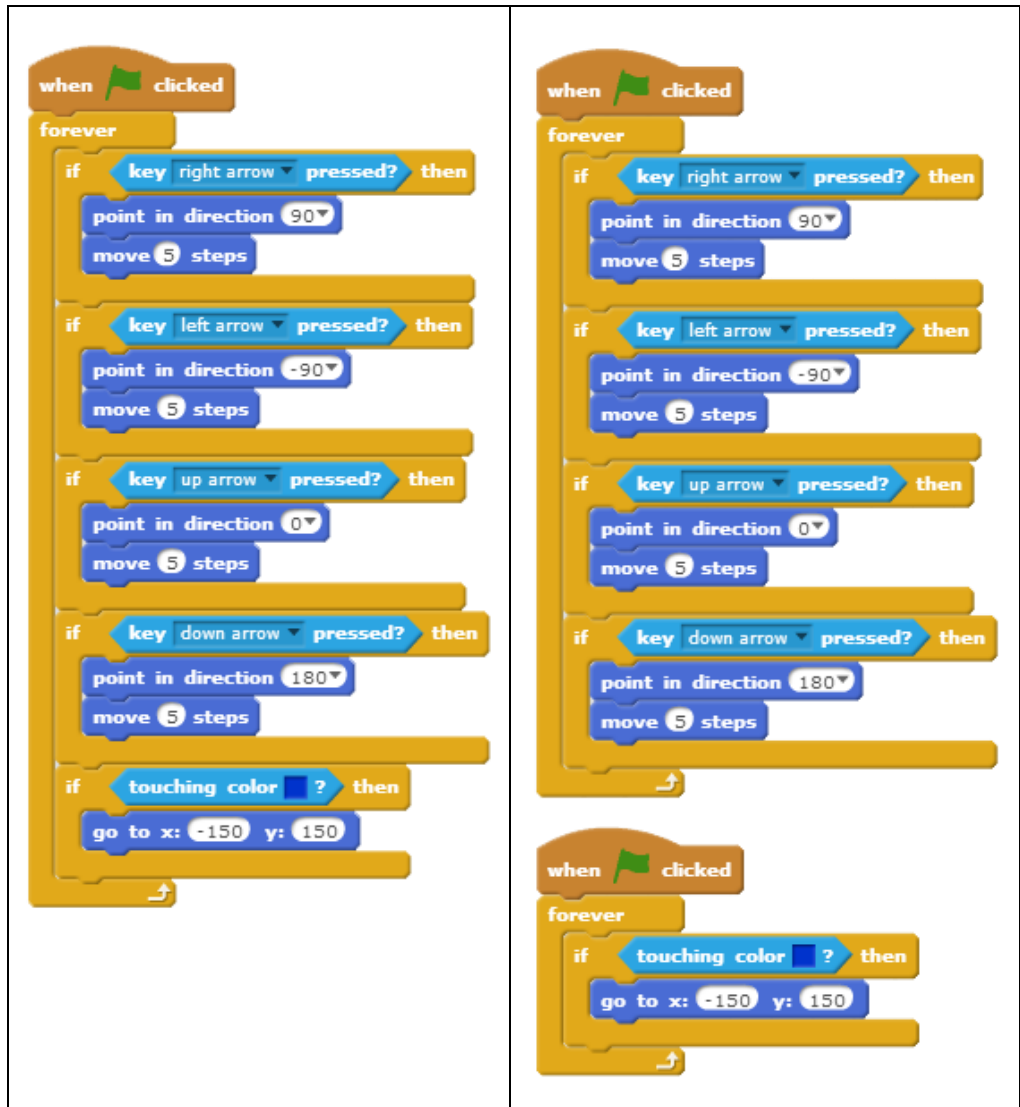 when clicked
forever
if key right arrow pressed? then
point in direction 90
move 5 steps
if key left arrow pressed? then
point in direction -90
move 5 steps
if key up arrow pressed? then
point in direction 0
move 5 steps
if key down arrow pressed? then
point in direction 180
move 5 steps
if touching color ? then
go to x: -150 y: 150
when clicked
forever
if key right arrow pressed? then
point in direction 90
move 5 steps
if key left arrow pressed? then
point in direction -90
move 5 steps
if key up arrow pressed? then
point in direction 0
move 5 steps
if key down arrow pressed? then
point in direction 180
move 5 steps
when clicked
forever
if touching color ? then
go to x: -150 y: 150